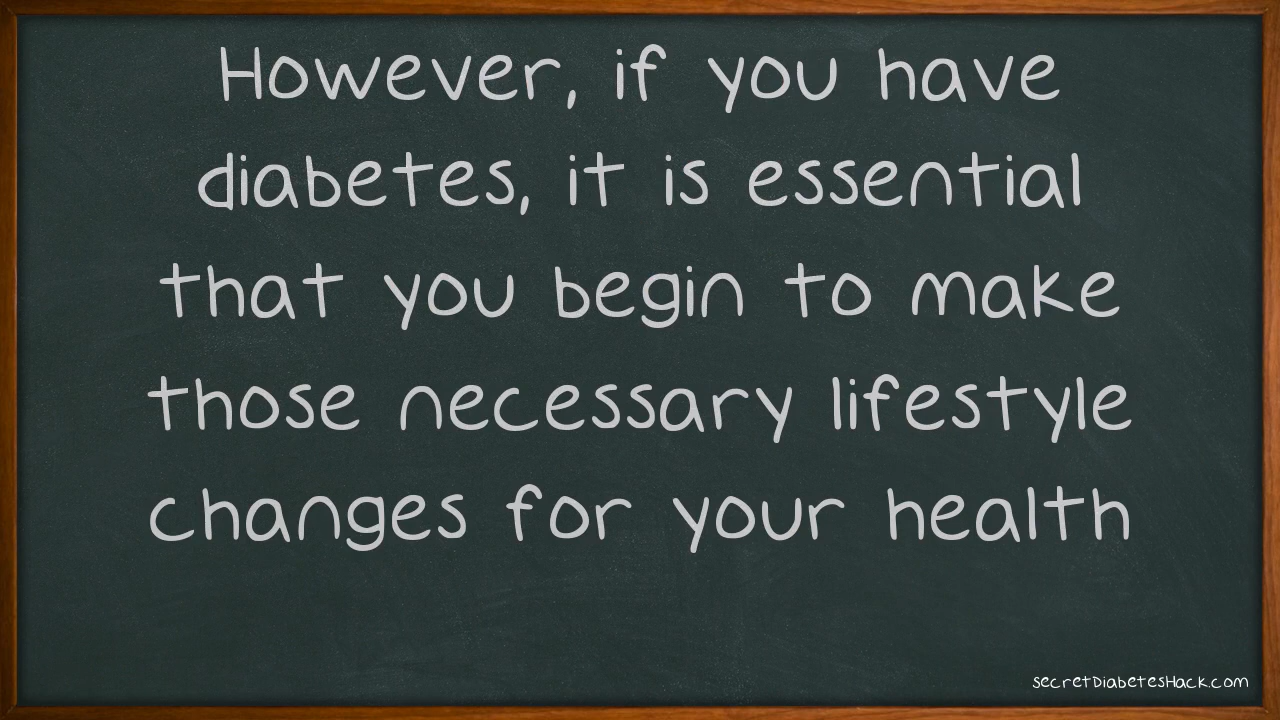 However, if you have
diabetes, it is essential
that you begin to make
those necessary lifestyle
changes for your health
secretDiabetesHack.com